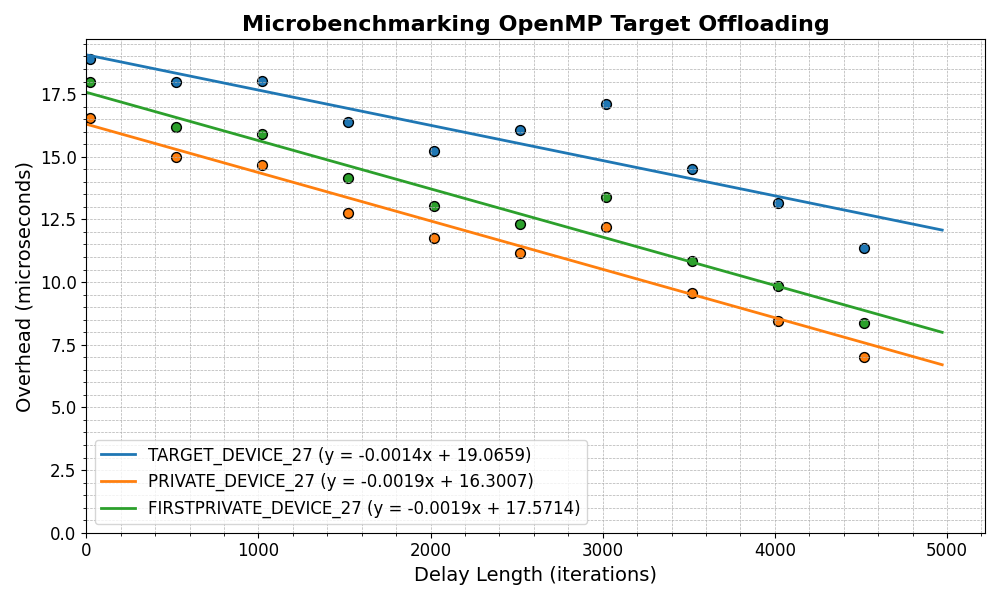 Microbenchmarking OpenMP Target Offloading
Overhead (microseconds)
17.5
15.0
12.5
10.0
7.5
5.0
2.5
0.0
TARGET_DEVICE_27 (y = -0.0014x + 19.0659)
PRIVATE_DEVICE_27 (y = -0.0019x + 16.3007)
FIRSTPRIVATE_DEVICE_27 (y = -0.0019x + 17.5714)
0 1000 2000 3000 4000 5000
Delay Length (iterations)